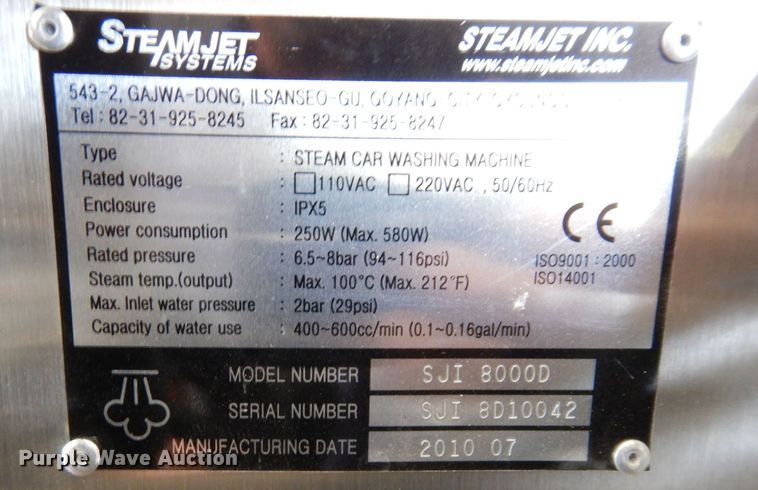 STEAMJET SYSTEMS STEAMJET INC.
www.steamjetinc.com
543-2, GAJWA-DONG, ILSANSEO-GU, GOYANG-CITY,
Tel : 82-31-925-8245 Fax : 82-31-925-8247
Type : STEAM CAR WASHING MACHINE
Rated voltage : 110VAC 220VAC , 50/60Hz
Enclosure : IPX5
Power consumption : 250W (Max. 580W)
Rated pressure : 6.5~8bar (94~116psi)
Steam temp.(output) : Max. 100°C (Max. 212°F)
Max. Inlet water pressure : 2bar (29psi)
Capacity of water use : 400~600cc/min (0.1~0.16gal/min)
CE
ISO9001 : 2000
ISO14001
MODEL NUMBER SJI 8000D
SERIAL NUMBER SJI 8D10042
MANUFACTURING DATE 2010 07
Purple Wave Auction